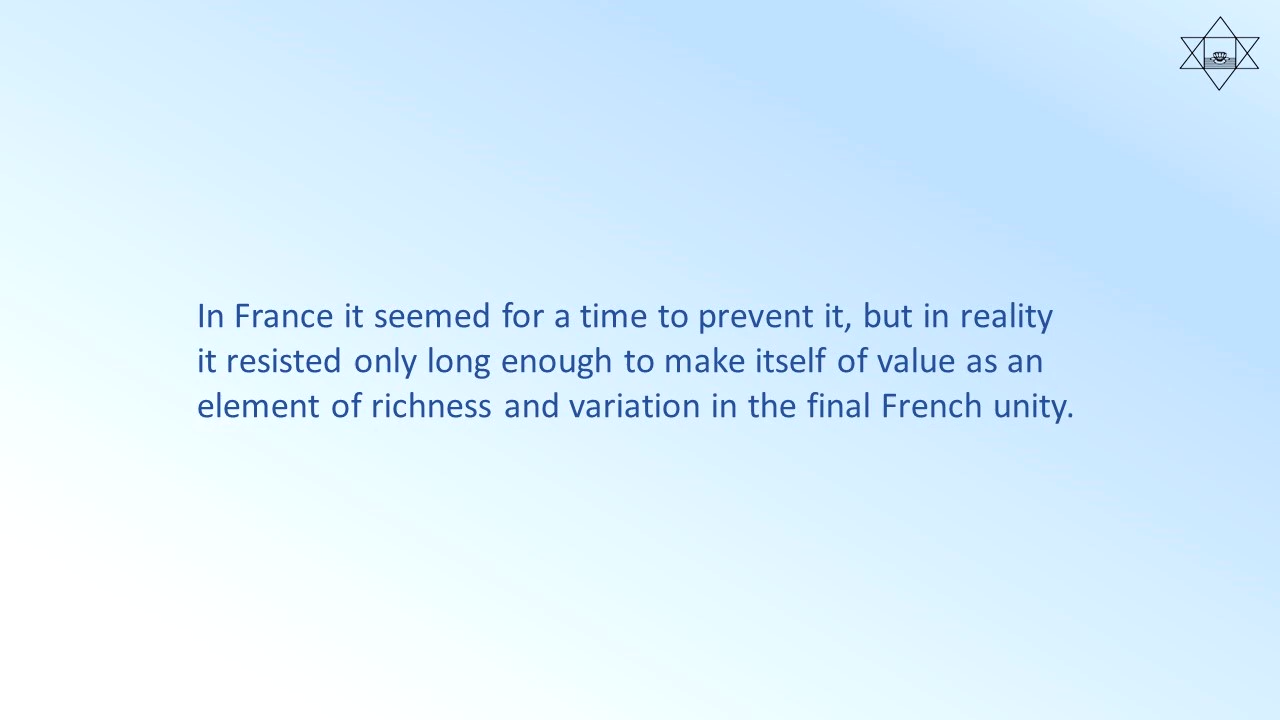 In France it seemed for a time to prevent it, but in reality
it resisted only long enough to make itself of value as an
element of richness and variation in the final French unity.